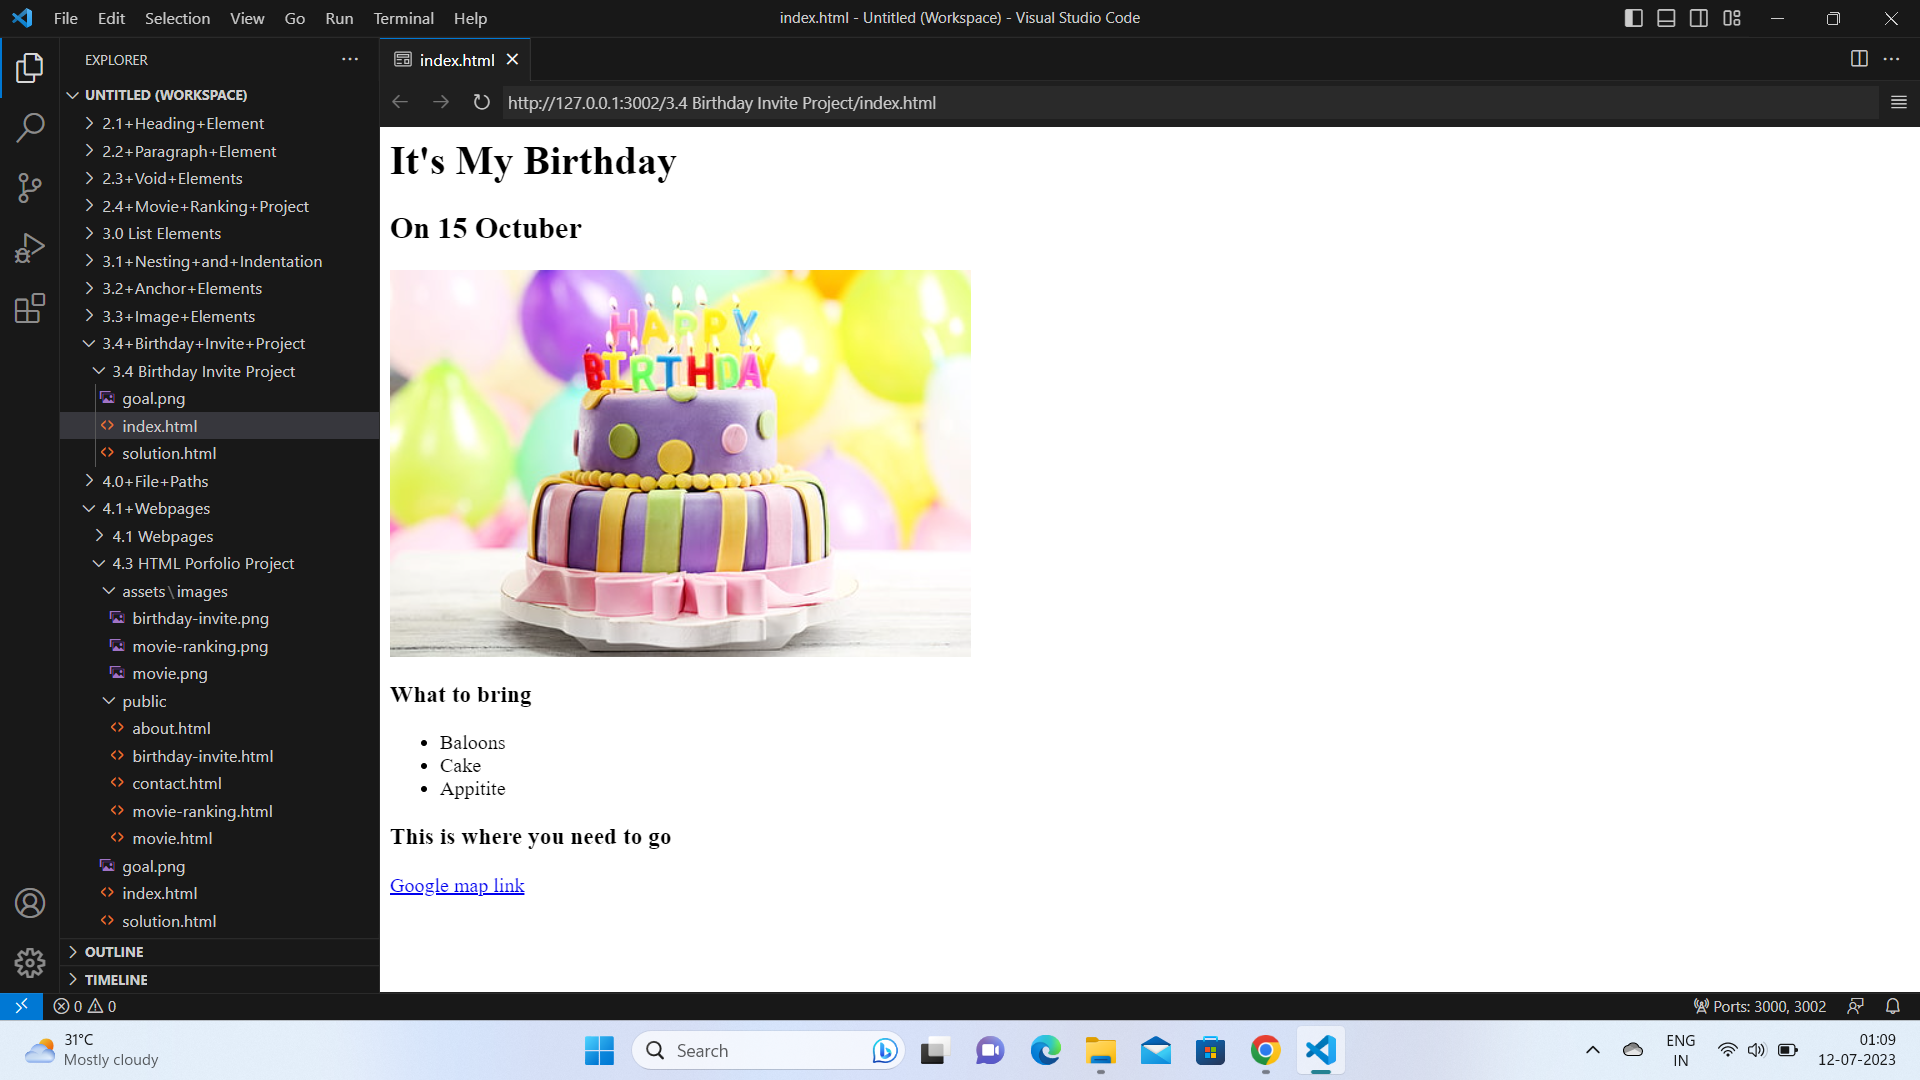 File Edit Selection View Go Run Terminal Help
index.html - Untitled (Workspace) - Visual Studio Code
EXPLORER
index.html
UNTITLED (WORKSPACE)
http://127.0.0.1:3002/3.4 Birthday Invite Project/index.html
2.1+Heading+Element
2.2+Paragraph+Element
2.3+Void+Elements
2.4+Movie+Ranking+Project
3.0 List Elements
3.1+Nesting+and+Indentation
3.2+Anchor+Elements
3.3+Image+Elements
3.4+Birthday+Invite+Project
3.4 Birthday Invite Project
goal.png
index.html
solution.html
4.0+File+Paths
4.1+Webpages
4.1 Webpages
4.3 HTML Porfolio Project
assets\images
birthday-invite.png
movie-ranking.png
movie.png
public
about.html
birthday-invite.html
contact.html
movie-ranking.html
movie.html
goal.png
index.html
solution.html
OUTLINE
TIMELINE
It's My Birthday
On 15 Octuber
HAPPY
BIRTHDAY
What to bring
Baloons
Cake
Appitite
This is where you need to go
Google map link
0 0
Ports: 3000, 3002
31°C
Mostly cloudy
Search
ENG
IN
01:09
12-07-2023